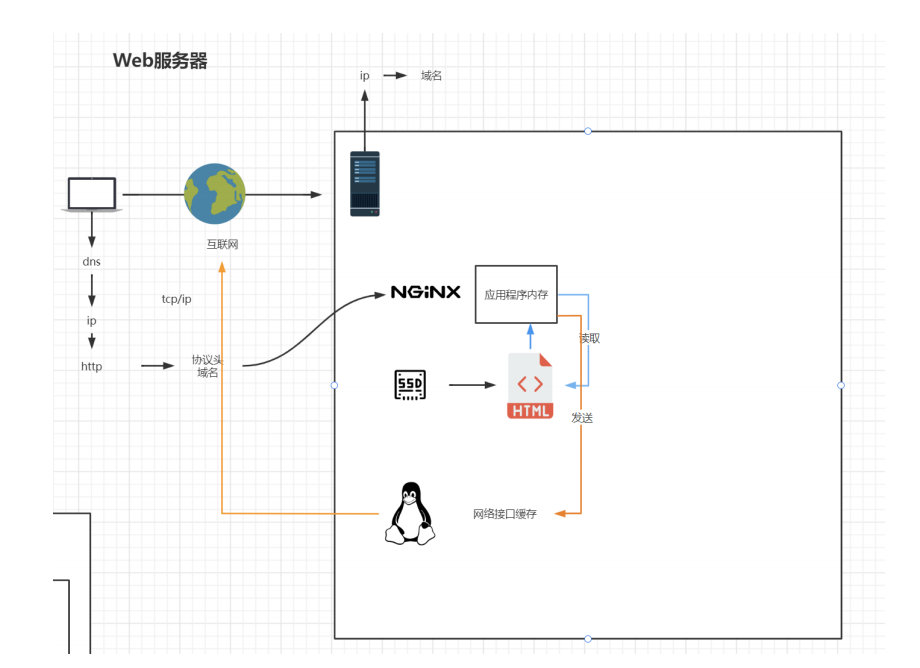 Web服务器
ip
域名
互联网
dns
tcp/ip
ip
NGiNX
应用程序内存
读取
http
协议头
域名
SSD
HTML
发送
网络接口缓存